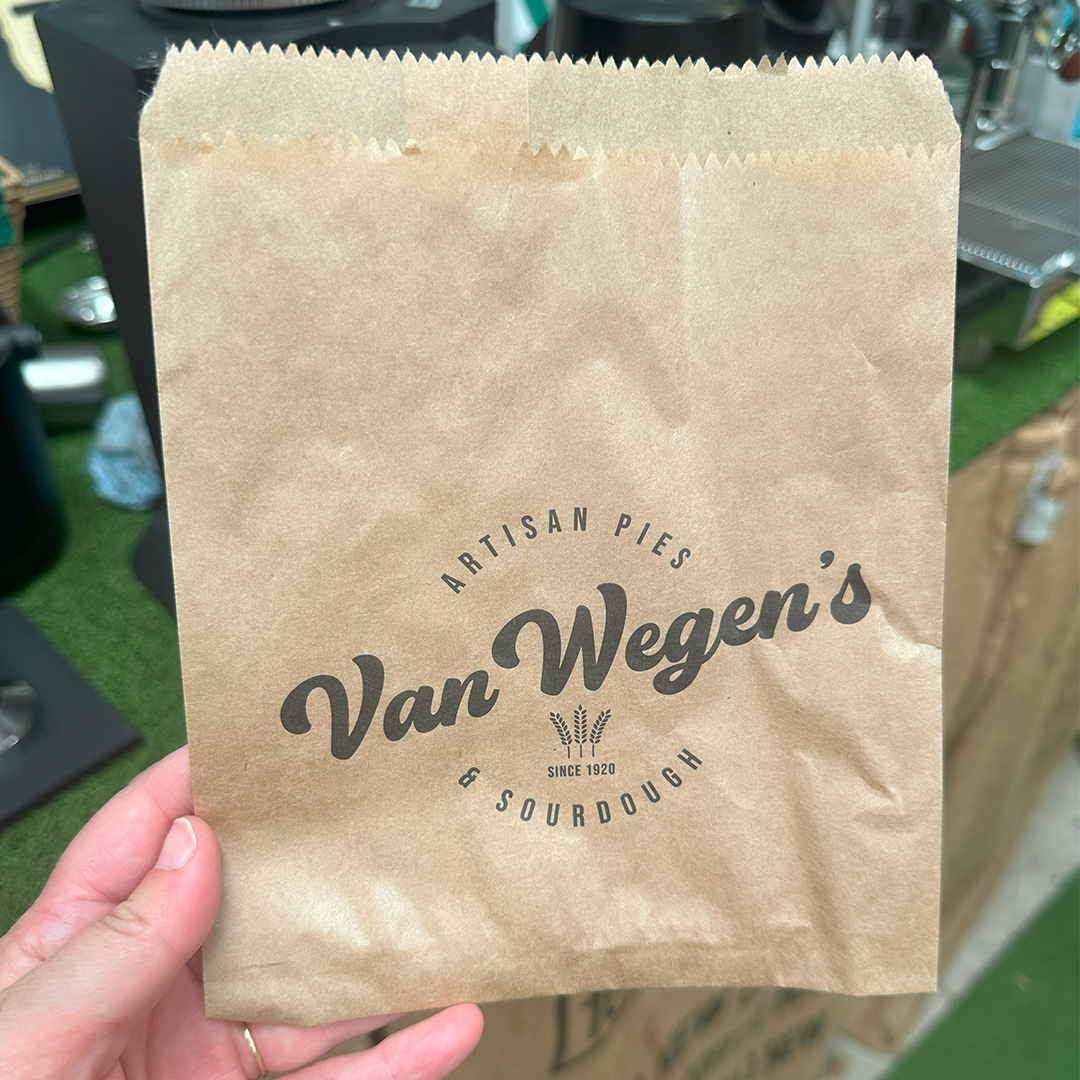 ARTISAN PIES
Van Wegen's
SINCE 1920
& SOURDOUGH